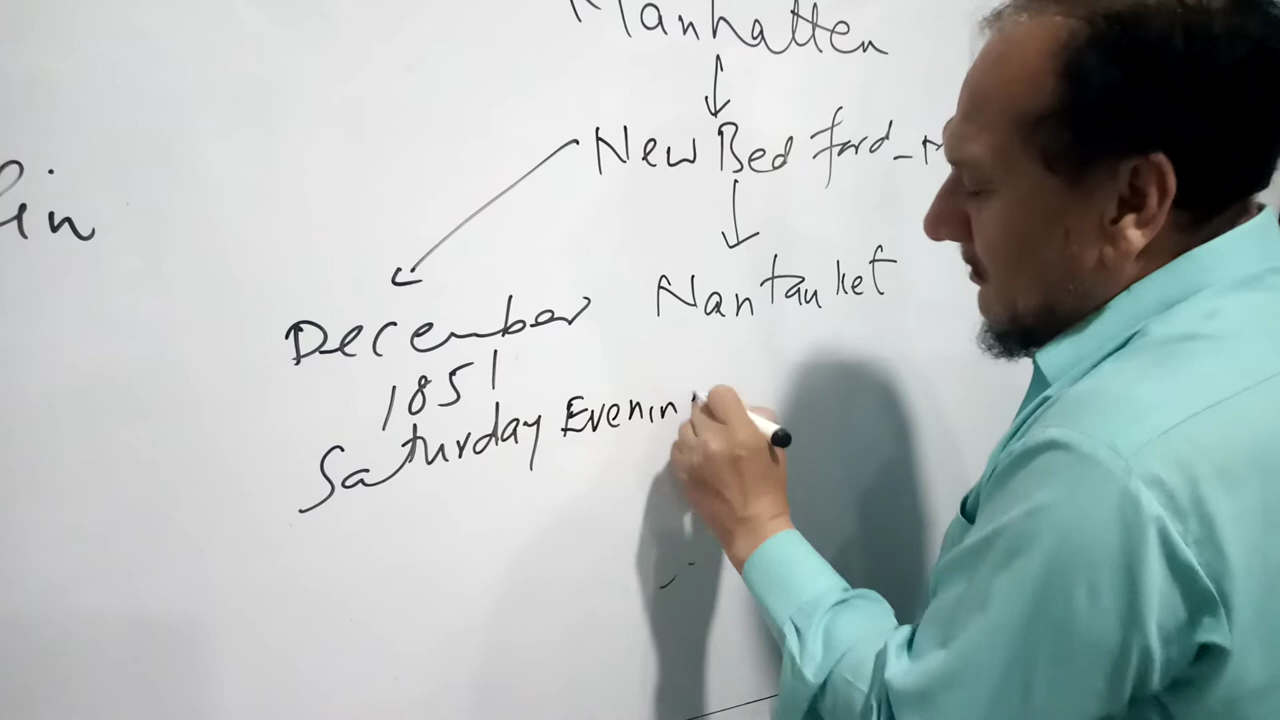 Manhatten
New Bed ford -
Nantauket
December
1851
Saturday Evenin